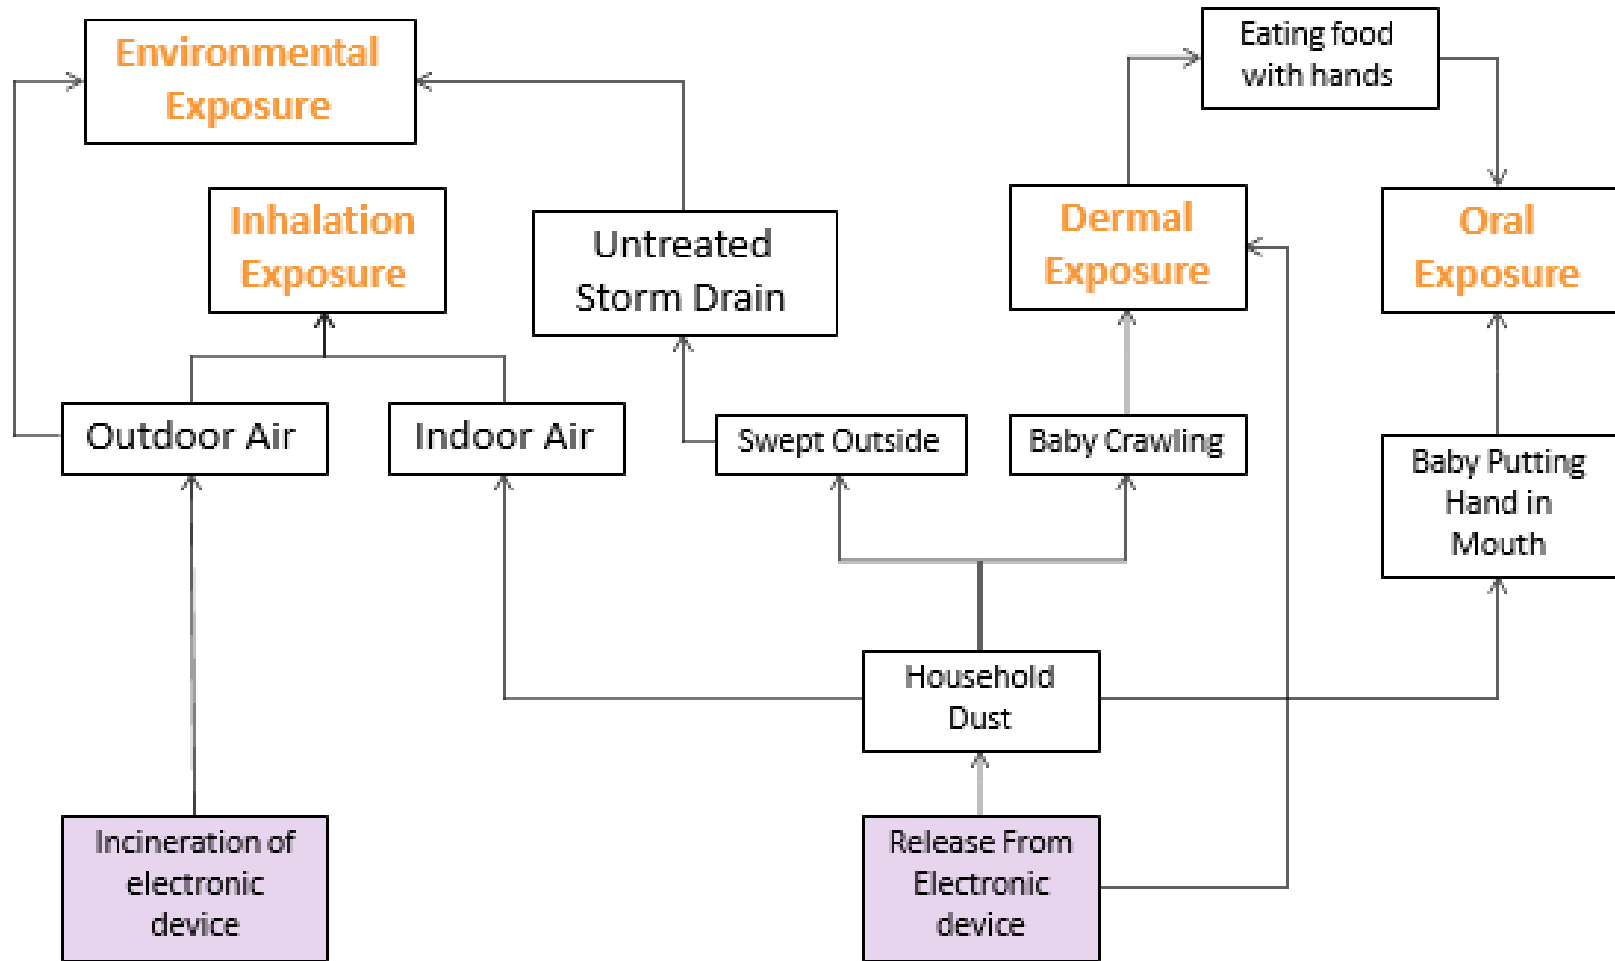 Environmental
Exposure
Eating food
with hands
Inhalation
Exposure
Untreated
Storm Drain
Dermal
Exposure
Oral
Exposure
Outdoor Air
Indoor Air
Swept Outside
Baby Crawling
Baby Putting
Hand in
Mouth
Household
Dust
Incineration of
electronic
device
Release From
Electronic
device